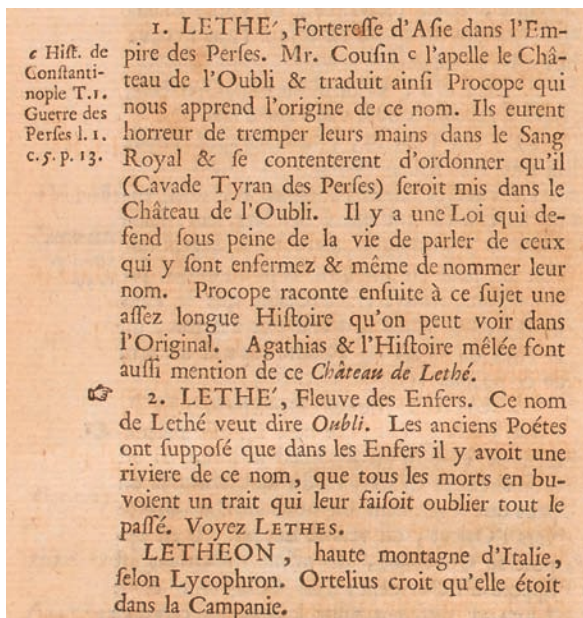 1. LETHE´, Forteresse d'Asie dans l'Em-
pire des Perses. Mr. Cousin c l'apelle le Châ-
teau de l'Oubli & traduit ainsi Procope qui
nous apprend l'origine de ce nom. Ils eurent
horreur de tremper leurs mains dans le Sang
Royal & se contenterent d'ordonner qu'il
(Cavade Tyran des Perses) seroit mis dans le
Château de l'Oubli. Il y a une Loi qui de-
fend sous peine de la vie de parler de ceux
qui y sont enfermez & même de nommer leur
nom. Procope raconte ensuite à ce sujet une
assez longue Histoire qu'on peut voir dans
l'Original. Agathias & l'Histoire mêlée font
aussi mention de ce Château de Lethé.
c Hist. de
Constanti-
nople T.1.
Guerre des
Perses l. 1.
c.5. p. 13.
☞ 2. LETHE´, Fleuve des Enfers. Ce nom
de Lethé veut dire Oubli. Les anciens Poétes
ont supposé que dans les Enfers il y avoit une
riviere de ce nom, que tous les morts en bu-
voient un trait qui leur faisoit oublier tout le
passé. Voyez LETHES.
LETHEON, haute montagne d'Italie,
selon Lycophron. Ortelius croit qu'elle étoit
dans la Campanie.